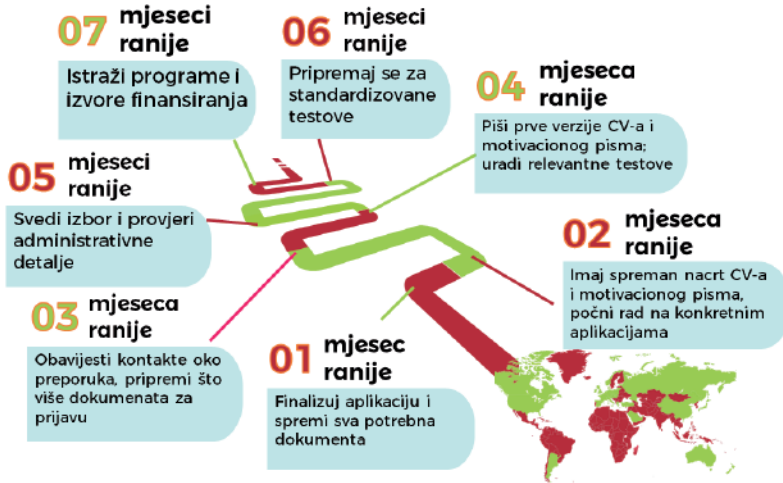 07 mjeseci
ranije
Istraži programe i
izvore finansiranja
06 mjeseci
ranije
Pripremaj se za
standardizovane
testove
05 mjeseci
ranije
Svedi izbor i provjeri
administrativne
detalje
04 mjeseca
ranije
Piši prve verzije CV-a i
motivacionog pisma;
uradi relevantne testove
03 mjeseca
ranije
Obavijesti kontakte oko
preporuka, pripremi što
više dokumenata za
prijavu
02 mjeseca
ranije
Imaj spreman nacrt CV-a
i motivacionog pisma,
počni rad na konkretnim
aplikacijama
01 mjesec
ranije
Finalizuj aplikaciju i
spremi sva potrebna
dokumenta